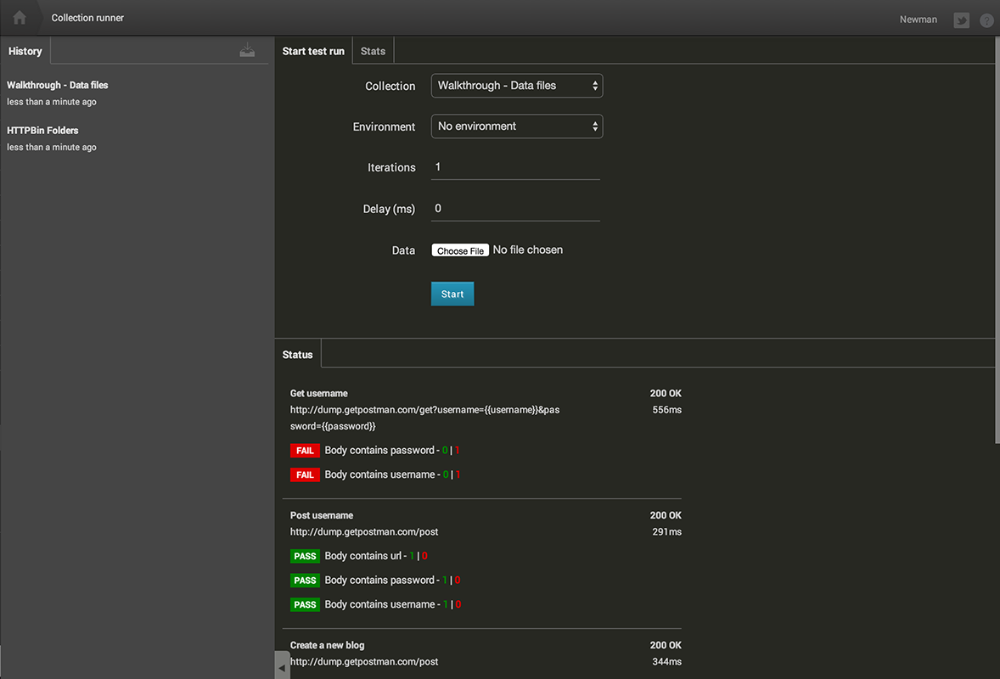 Collection runner
Newman
?
History
Walkthrough - Data files
less than a minute ago
HTTPBin Folders
less than a minute ago
Start test run
Stats
Collection
Walkthrough - Data files
Environment
No environment
Iterations
1
Delay (ms)
0
Data
Choose File No file chosen
Start
Status
Get username
200 OK
http://dump.getpostman.com/get?username={{username}}&pas
556ms
sword={{password}}
FAIL Body contains password - 0 | 1
FAIL Body contains username - 0 | 1
Post username
200 OK
http://dump.getpostman.com/post
291ms
PASS Body contains url - 1 | 0
PASS Body contains password - 1 | 0
PASS Body contains username - 1 | 0
Create a new blog
200 OK
http://dump.getpostman.com/post
344ms